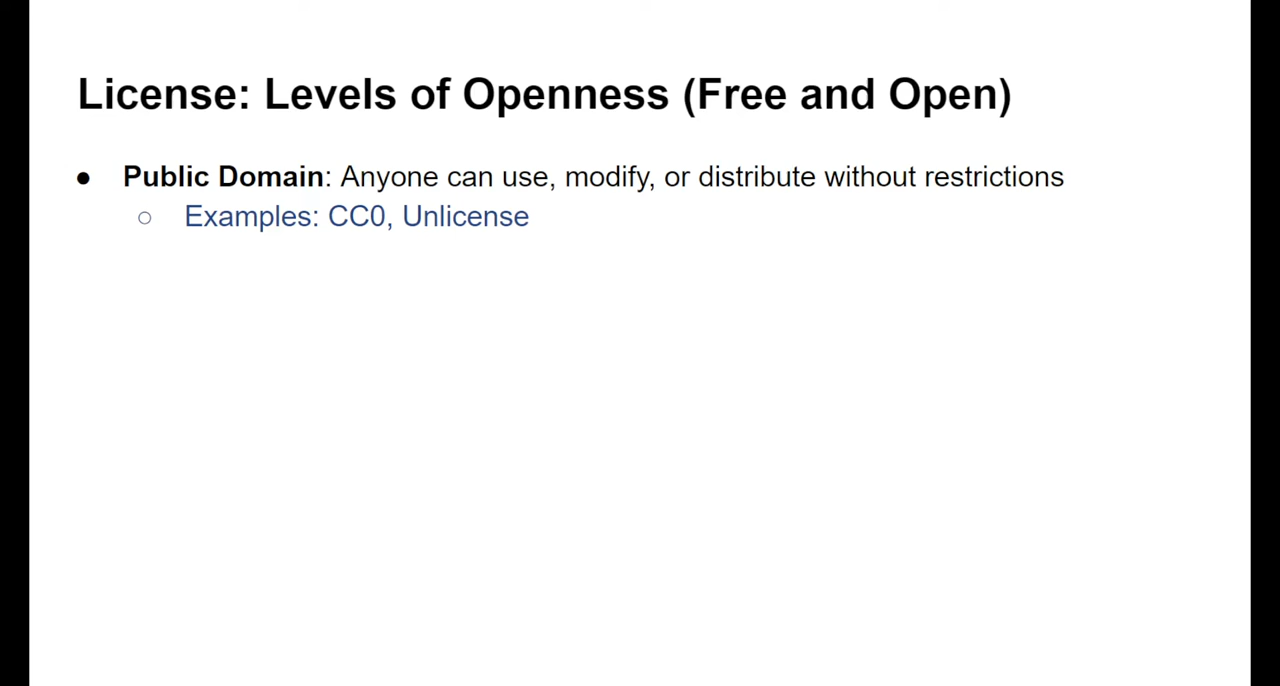 License: Levels of Openness (Free and Open)
● Public Domain: Anyone can use, modify, or distribute without restrictions
○ Examples: CC0, Unlicense